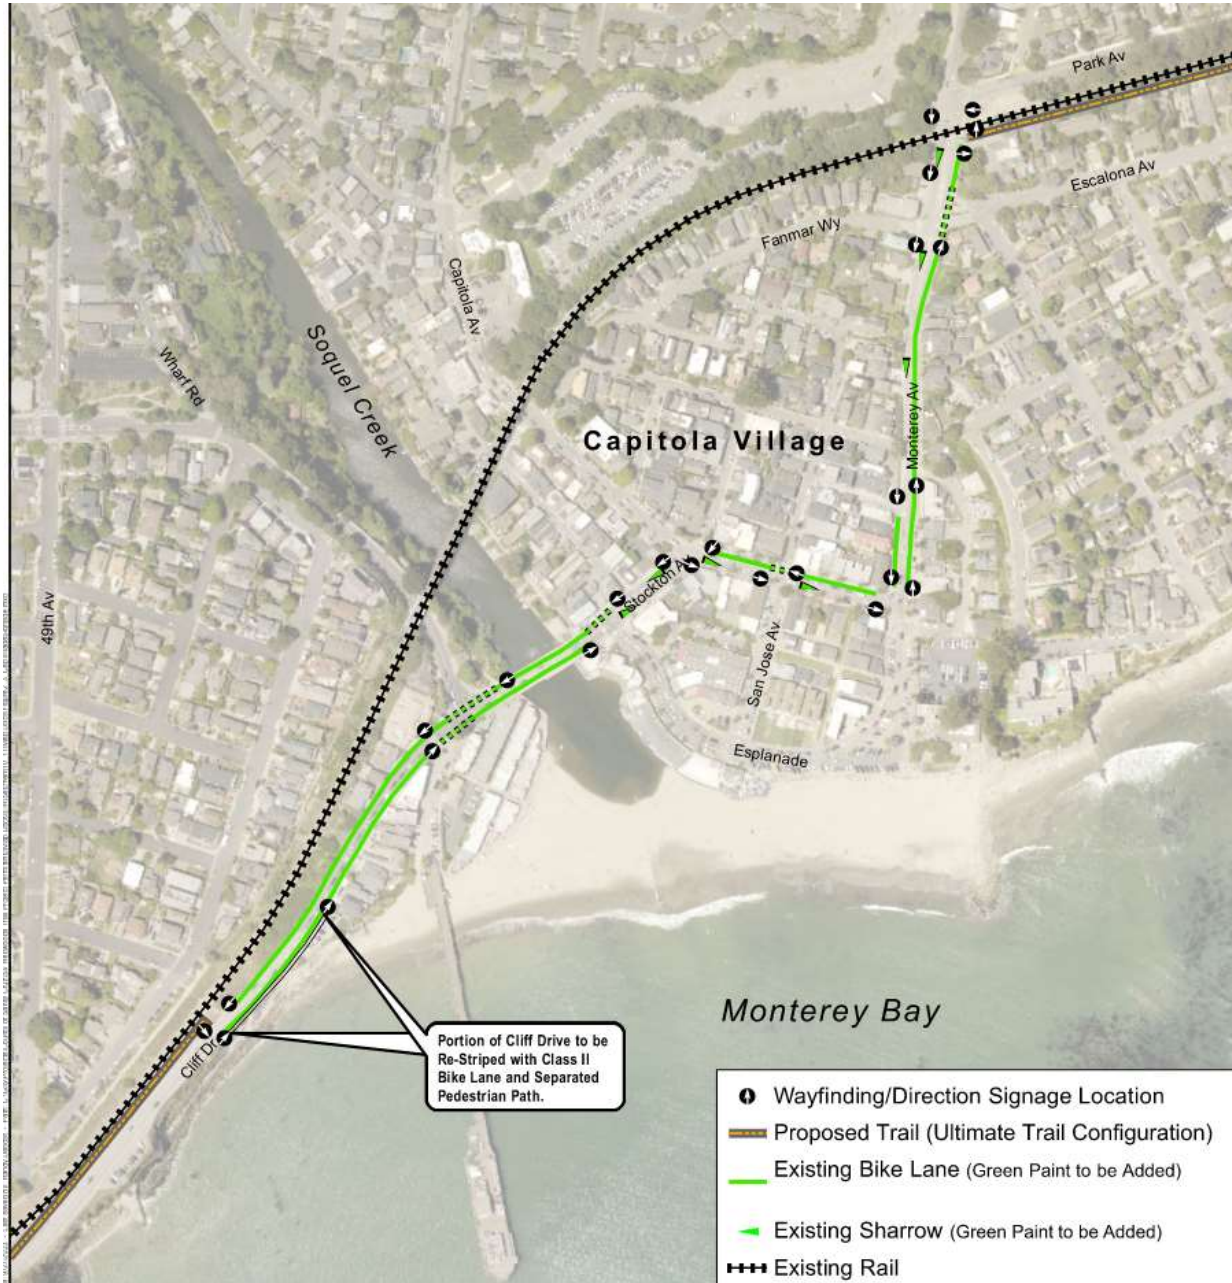 Park Av
Escalona Av
Fanmar Wy
Capitola Av
Soquel Creek
Wharf Rd
Capitola Village
Monterey Av
49th Av
Stockton Av
San Jose Av
Esplanade
Monterey Bay
Cliff Dr
Portion of Cliff Drive to be
Re-Striped with Class II
Bike Lane and Separated
Pedestrian Path.
Wayfinding/Direction Signage Location
Proposed Trail (Ultimate Trail Configuration)
Existing Bike Lane (Green Paint to be Added)
Existing Sharrow (Green Paint to be Added)
Existing Rail